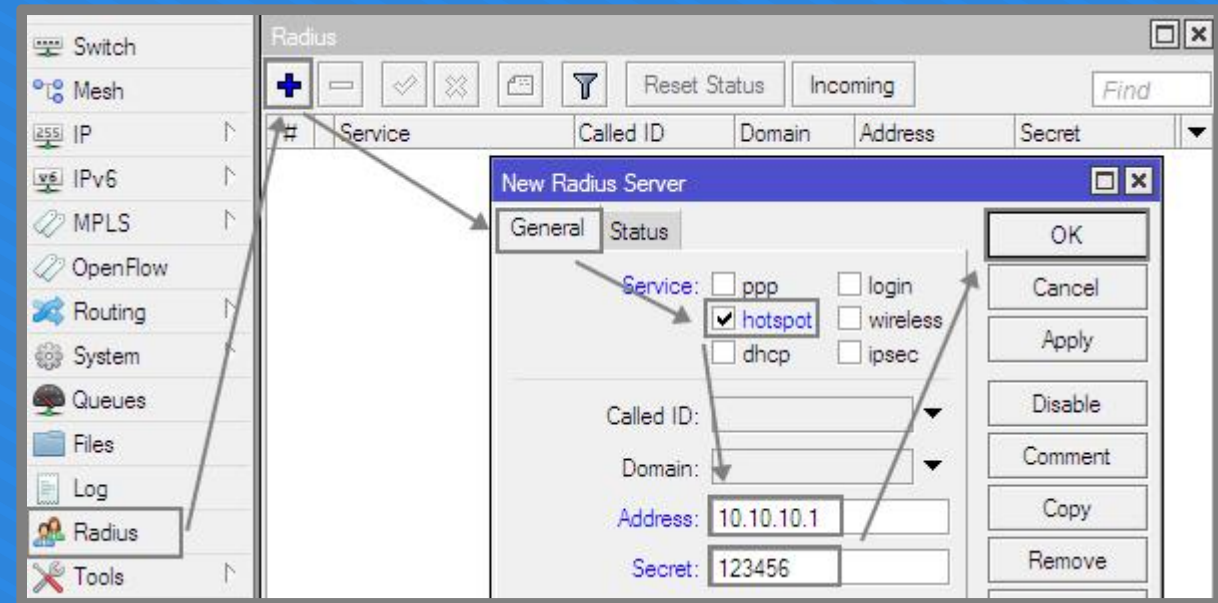 Switch
Mesh
255 IP
v6 IPv6
MPLS
OpenFlow
Routing
System
Queues
Files
Log
Radius
Tools
Radius
Reset Status Incoming Find
# Service Called ID Domain Address Secret
New Radius Server
General Status
Service: ppp login
hotspot wireless
dhcp ipsec
Called ID:
Domain:
Address: 10.10.10.1
Secret: 123456
OK
Cancel
Apply
Disable
Comment
Copy
Remove